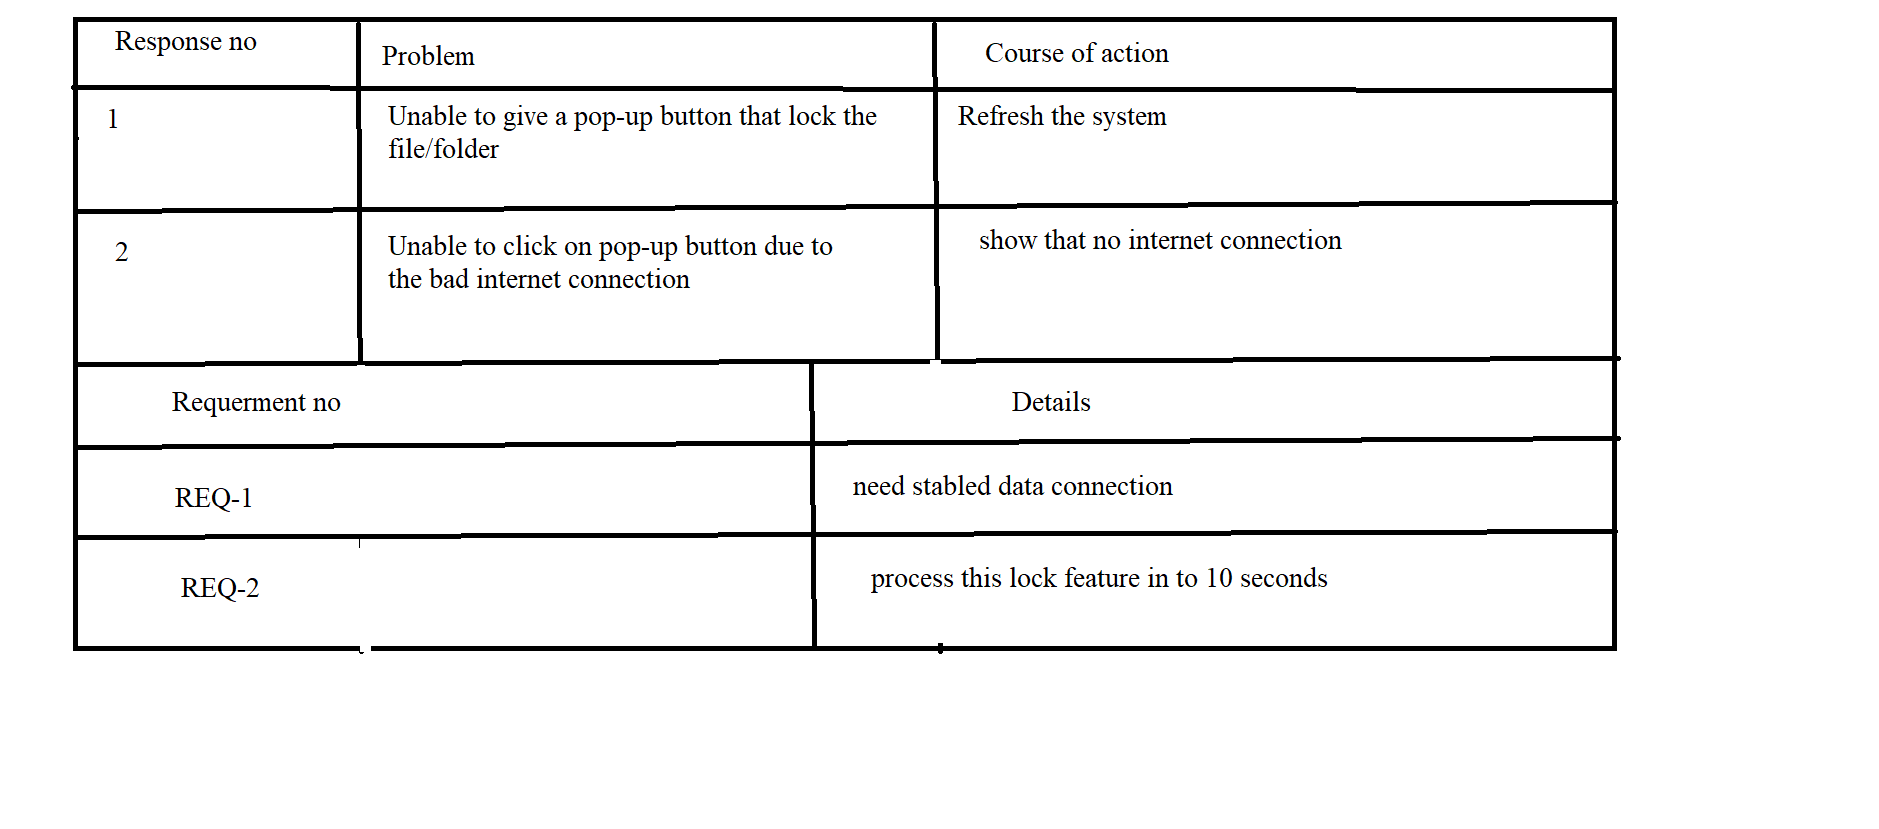 Response no
Problem
Course of action
1
Unable to give a pop-up button that lock the
file/folder
Refresh the system
2
Unable to click on pop-up button due to
the bad internet connection
show that no internet connection
Requerment no
Details
REQ-1
need stabled data connection
REQ-2
process this lock feature in to 10 seconds